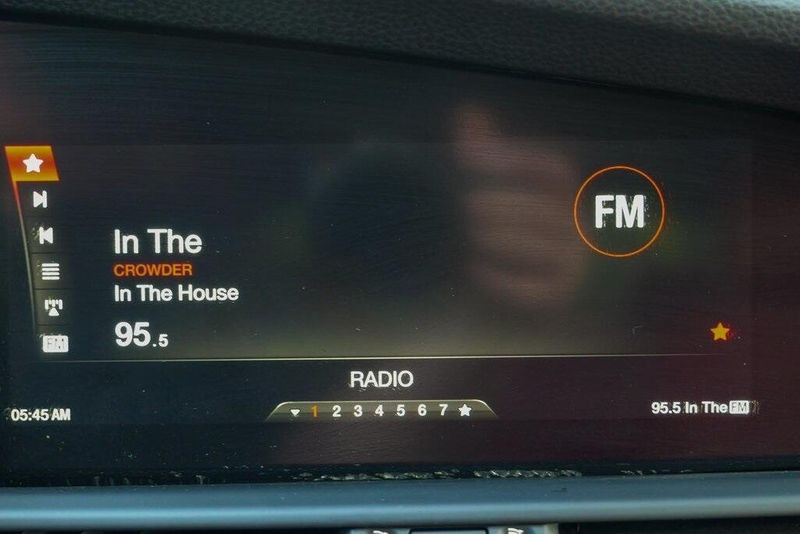 FM
In The
CROWDER
In The House
95.5
FM
RADIO
05:45 AM
1 2 3 4 5 6 7
95.5 In The FM